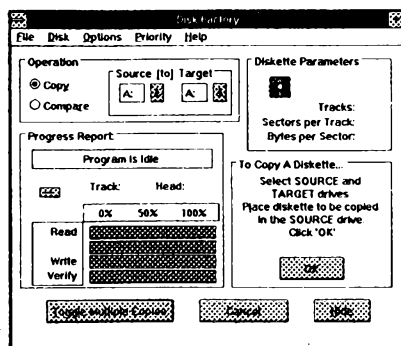 Disk Factory
File Disk Options Priority Help
Operation
Copy
Compare
Source [to] Target
A: A:
Diskette Parameters
Tracks:
Sectors per Track:
Bytes per Sector:
Progress Report
Program is Idle
Track: Head:
0% 50% 100%
Read
Write
Verify
To Copy A Diskette...
Select SOURCE and
TARGET drives
Place diskette to be copied
in the SOURCE drive
Click 'OK'
OK
Toggle Multiple Copies Cancel Hide